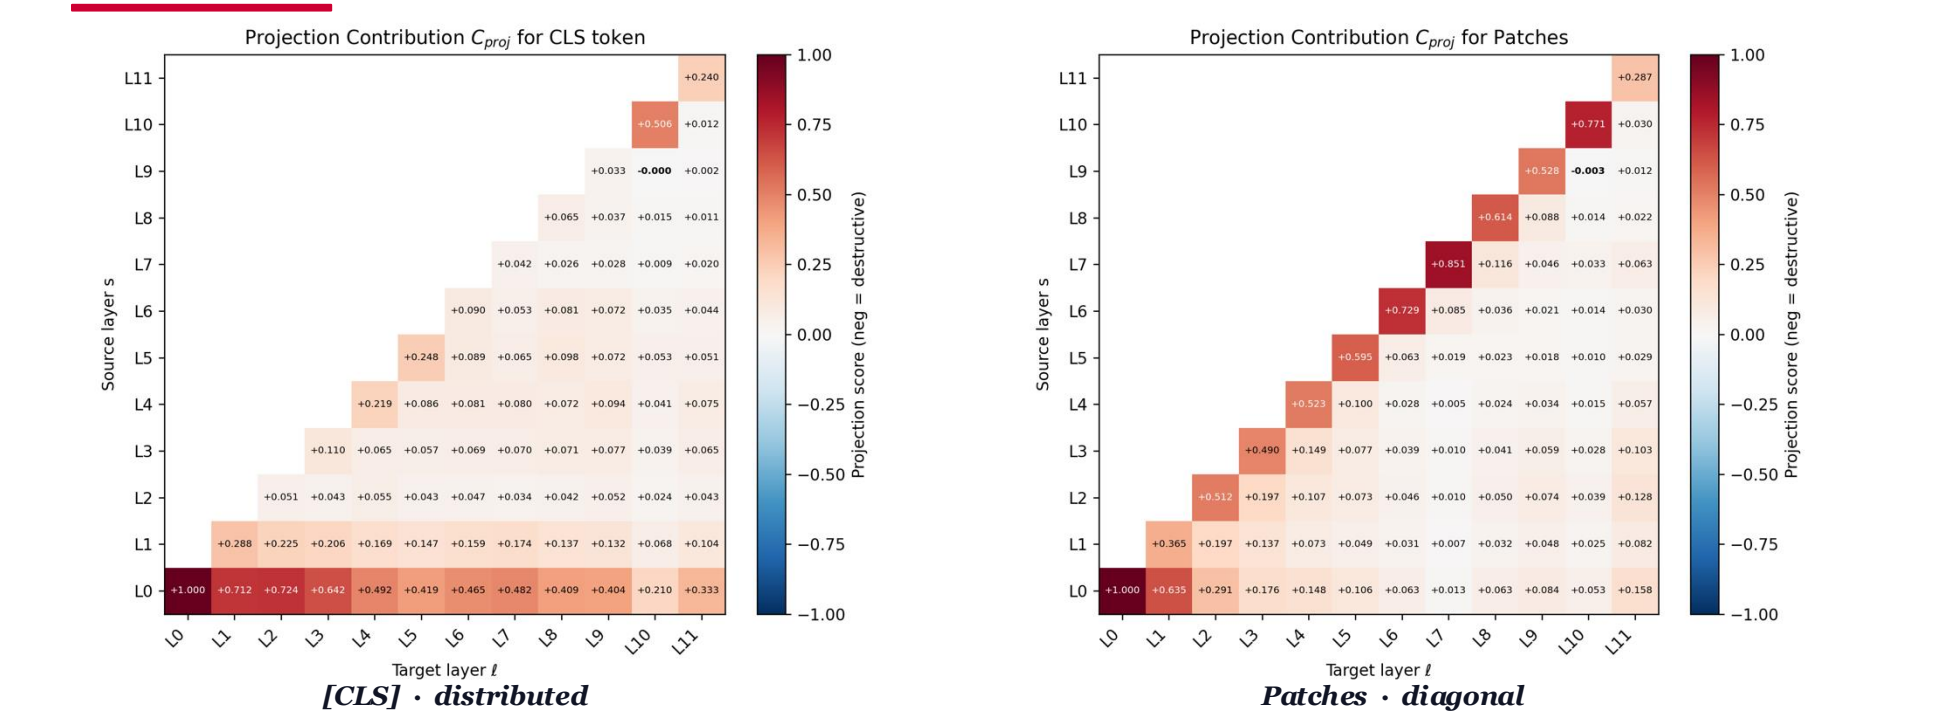 Projection Contribution C_proj for CLS token
L11 +0.240
L10 +0.506 +0.012
L9 +0.033 -0.000 +0.002
L8 +0.065 +0.037 +0.015 +0.011
L7 +0.042 +0.026 +0.028 +0.009 +0.020
L6 +0.090 +0.053 +0.081 +0.072 +0.035 +0.044
L5 +0.248 +0.089 +0.065 +0.098 +0.072 +0.053 +0.051
L4 +0.219 +0.086 +0.081 +0.080 +0.072 +0.094 +0.041 +0.075
L3 +0.110 +0.065 +0.057 +0.069 +0.070 +0.071 +0.077 +0.039 +0.065
L2 +0.051 +0.043 +0.055 +0.043 +0.047 +0.034 +0.042 +0.052 +0.024 +0.043
L1 +0.288 +0.225 +0.206 +0.169 +0.147 +0.159 +0.174 +0.137 +0.132 +0.068 +0.104
L0 +1.000 +0.712 +0.724 +0.642 +0.492 +0.419 +0.465 +0.482 +0.409 +0.404 +0.210 +0.333
L0 L1 L2 L3 L4 L5 L6 L7 L8 L9 L10 L11
Source layer s
Target layer ℓ
1.00
0.75
0.50
0.25
0.00
−0.25
−0.50
−0.75
−1.00
Projection score (neg = destructive)
[CLS] · distributed
Projection Contribution C_proj for Patches
L11 +0.287
L10 +0.771 +0.030
L9 +0.528 -0.003 +0.012
L8 +0.614 +0.088 +0.014 +0.022
L7 +0.851 +0.116 +0.046 +0.033 +0.063
L6 +0.729 +0.085 +0.036 +0.021 +0.014 +0.030
L5 +0.595 +0.063 +0.019 +0.023 +0.018 +0.010 +0.029
L4 +0.523 +0.100 +0.028 +0.005 +0.024 +0.034 +0.015 +0.057
L3 +0.490 +0.149 +0.077 +0.039 +0.010 +0.041 +0.059 +0.028 +0.103
L2 +0.512 +0.197 +0.107 +0.073 +0.046 +0.010 +0.050 +0.074 +0.039 +0.128
L1 +0.365 +0.197 +0.137 +0.073 +0.049 +0.031 +0.007 +0.032 +0.048 +0.025 +0.082
L0 +1.000 +0.635 +0.291 +0.176 +0.148 +0.106 +0.063 +0.013 +0.063 +0.084 +0.053 +0.158
L0 L1 L2 L3 L4 L5 L6 L7 L8 L9 L10 L11
Source layer s
Target layer ℓ
1.00
0.75
0.50
0.25
0.00
−0.25
−0.50
−0.75
−1.00
Projection score (neg = destructive)
Patches · diagonal